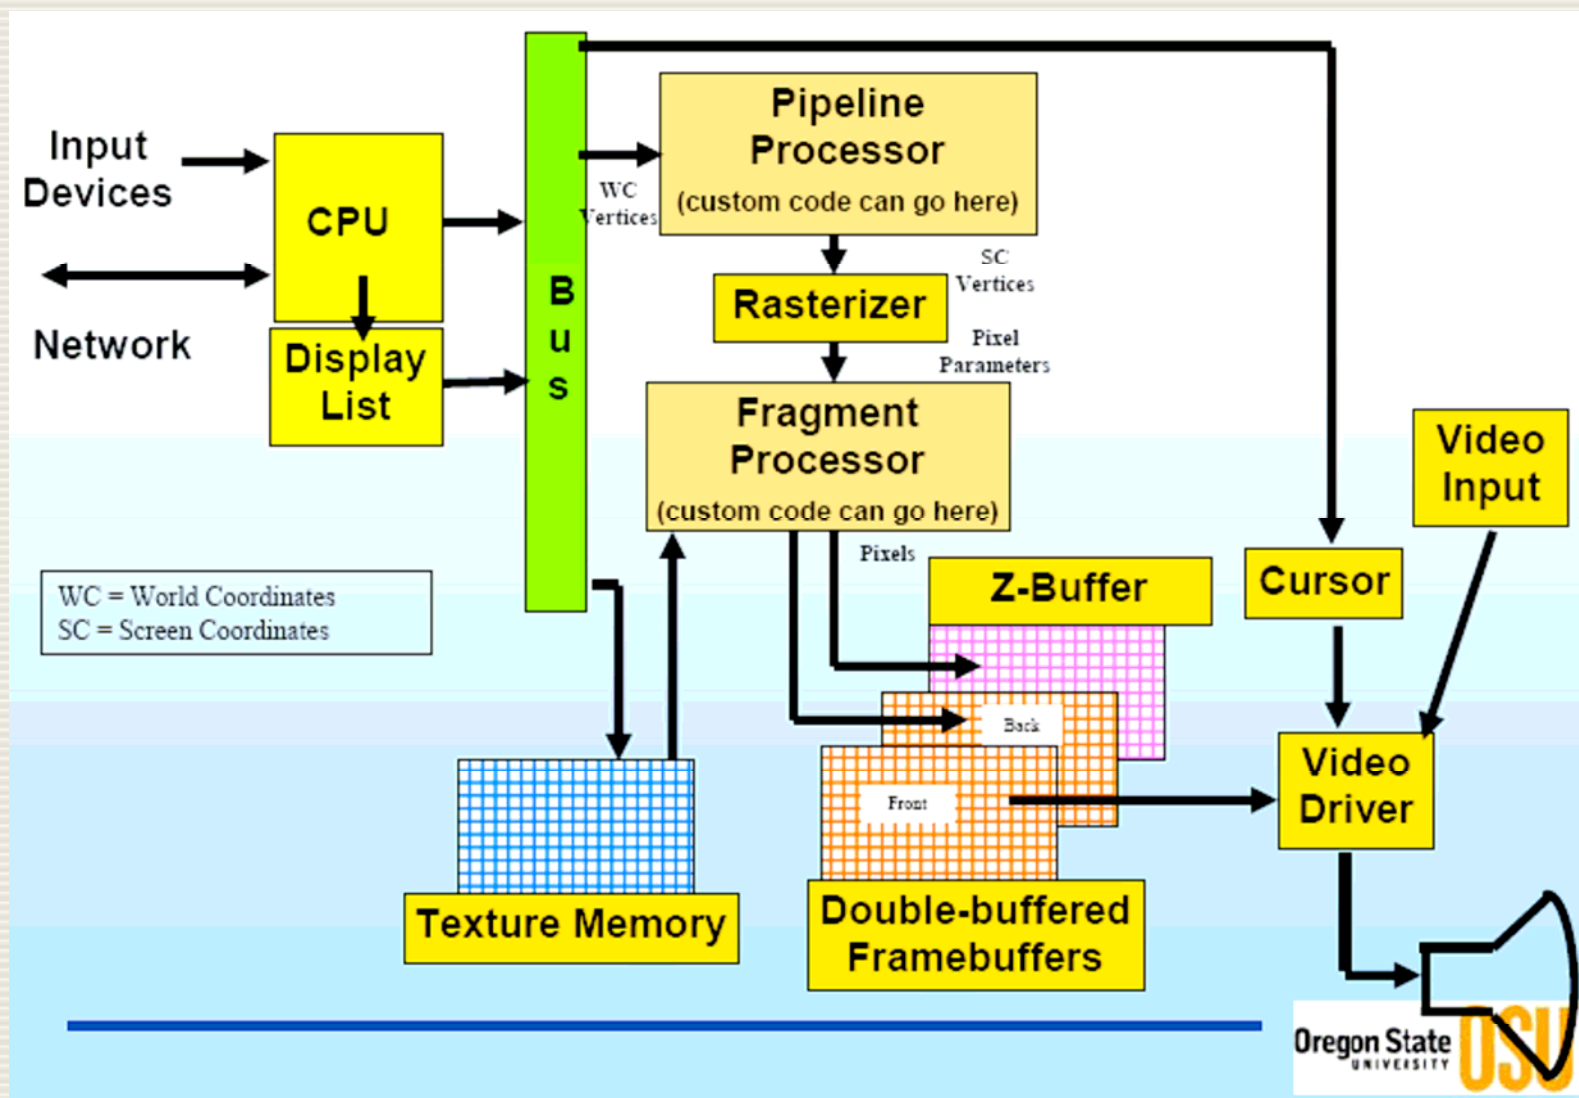 Input
Devices
CPU
Network
Display
List
B
u
s
WC
Vertices
Pipeline
Processor
(custom code can go here)
SC
Vertices
Rasterizer
Pixel
Parameters
Fragment
Processor
(custom code can go here)
Pixels
Video
Input
Z-Buffer
Cursor
WC = World Coordinates
SC = Screen Coordinates
Back
Front
Video
Driver
Texture Memory
Double-buffered
Framebuffers
Oregon State
UNIVERSITY
OSU